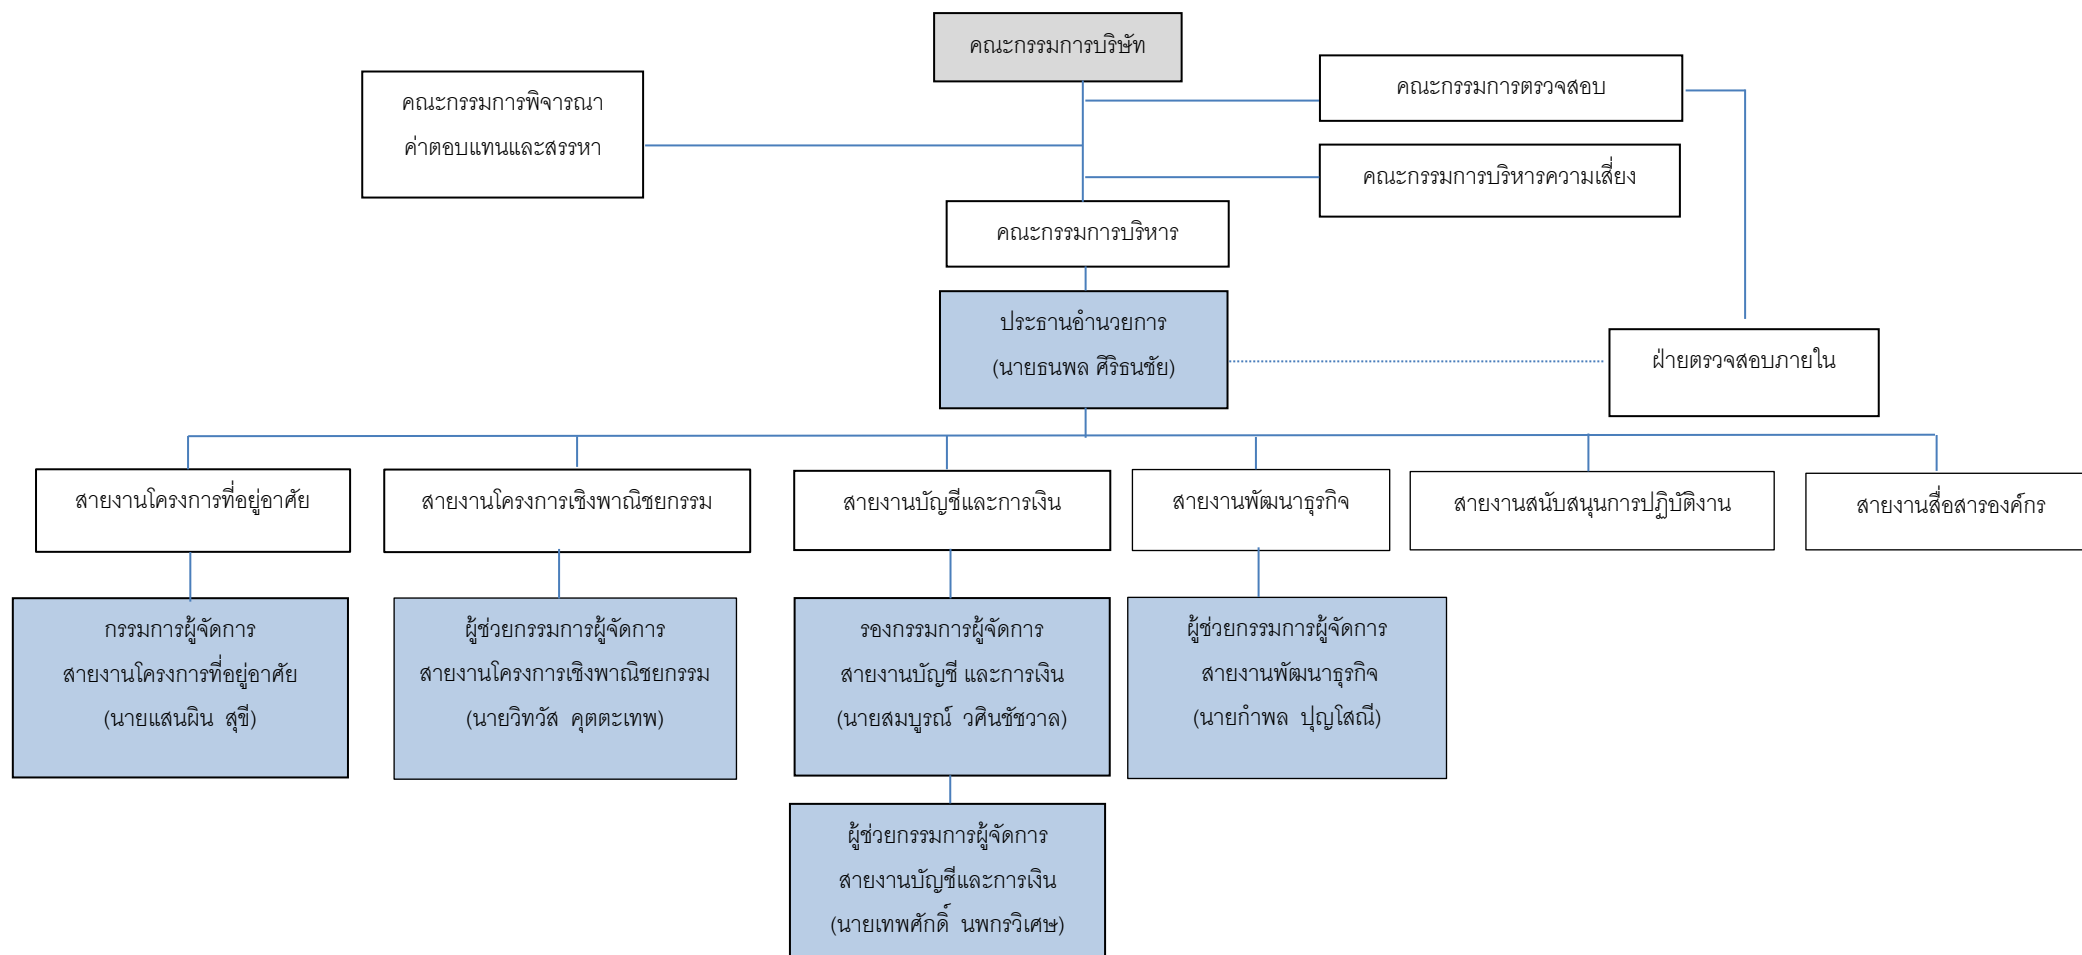 คณะกรรมการบริษัท
คณะกรรมการพิจารณา
ค่าตอบแทนและสรรหา
คณะกรรมการตรวจสอบ
คณะกรรมการบริหารความเสี่ยง
คณะกรรมการบริหาร
ประธานอำนวยการ
(นายธนพล ศิริธนชัย)
ฝ่ายตรวจสอบภายใน
สายงานโครงการที่อยู่อาศัย
สายงานโครงการเชิงพาณิชยกรรม
สายงานบัญชีและการเงิน
สายงานพัฒนาธุรกิจ
สายงานสนับสนุนการปฏิบัติงาน
สายงานสื่อสารองค์กร
กรรมการผู้จัดการ
สายงานโครงการที่อยู่อาศัย
(นายแสนผิน สุขี)
ผู้ช่วยกรรมการผู้จัดการ
สายงานโครงการเชิงพาณิชยกรรม
(นายวิทวัส คุตตะเทพ)
รองกรรมการผู้จัดการ
สายงานบัญชี และการเงิน
(นายสมบูรณ์ วศินชัชวาล)
ผู้ช่วยกรรมการผู้จัดการ
สายงานพัฒนาธุรกิจ
(นายกำพล ปุญโสณี)
ผู้ช่วยกรรมการผู้จัดการ
สายงานบัญชีและการเงิน
(นายเทพศักดิ์ นพกรวิเศษ)